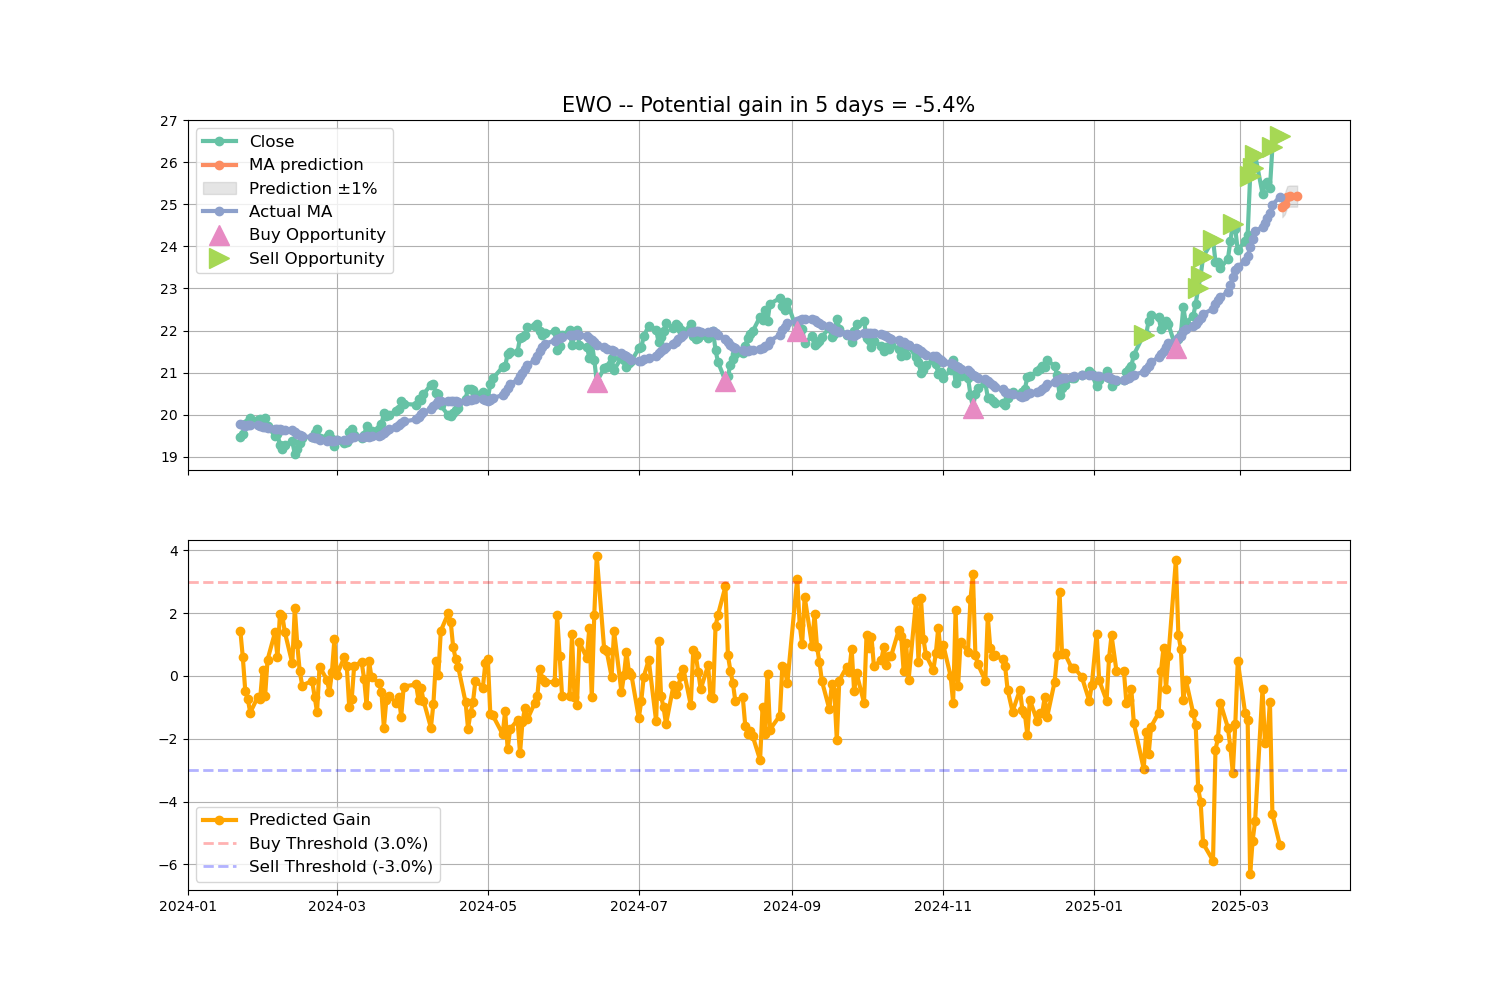 EWO -- Potential gain in 5 days = -5.4%
27
26
25
24
23
22
21
20
19
Close
MA prediction
Prediction ±1%
Actual MA
Buy Opportunity
Sell Opportunity
4
2
0
−2
−4
−6
Predicted Gain
Buy Threshold (3.0%)
Sell Threshold (-3.0%)
2024-01 2024-03 2024-05 2024-07 2024-09 2024-11 2025-01 2025-03